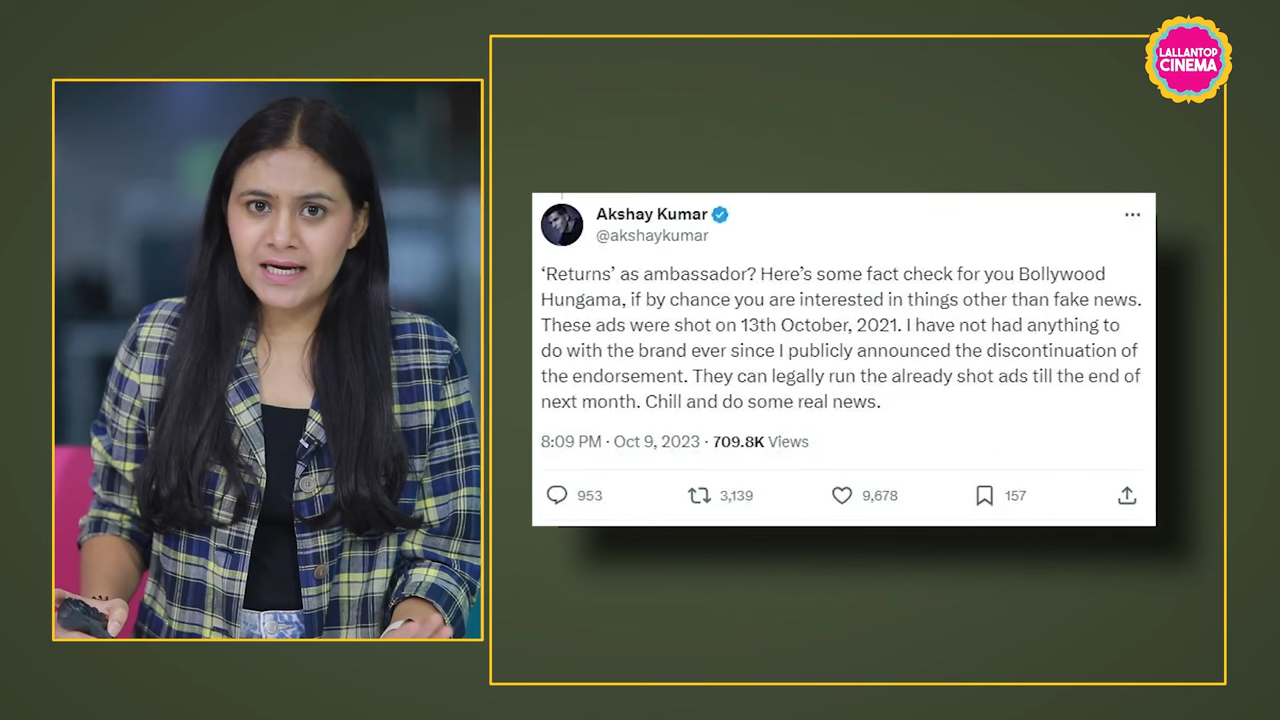 LALLANTOP
CINEMA
Akshay Kumar
@akshaykumar
‘Returns’ as ambassador? Here’s some fact check for you Bollywood
Hungama, if by chance you are interested in things other than fake news.
These ads were shot on 13th October, 2021. I have not had anything to
do with the brand ever since I publicly announced the discontinuation of
the endorsement. They can legally run the already shot ads till the end of
next month. Chill and do some real news.
8:09 PM · Oct 9, 2023 · 709.8K Views
953 3,139 9,678 157